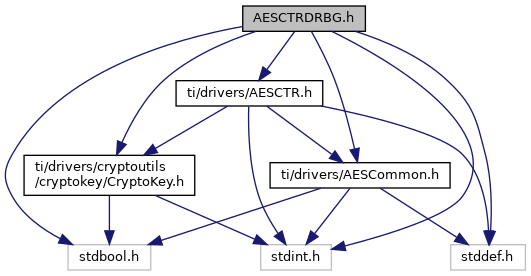 AESCTRDRBG.h
ti/drivers/AESCTR.h
ti/drivers/cryptoutils
/cryptokey/CryptoKey.h
ti/drivers/AESCommon.h
stdbool.h
stdint.h
stddef.h